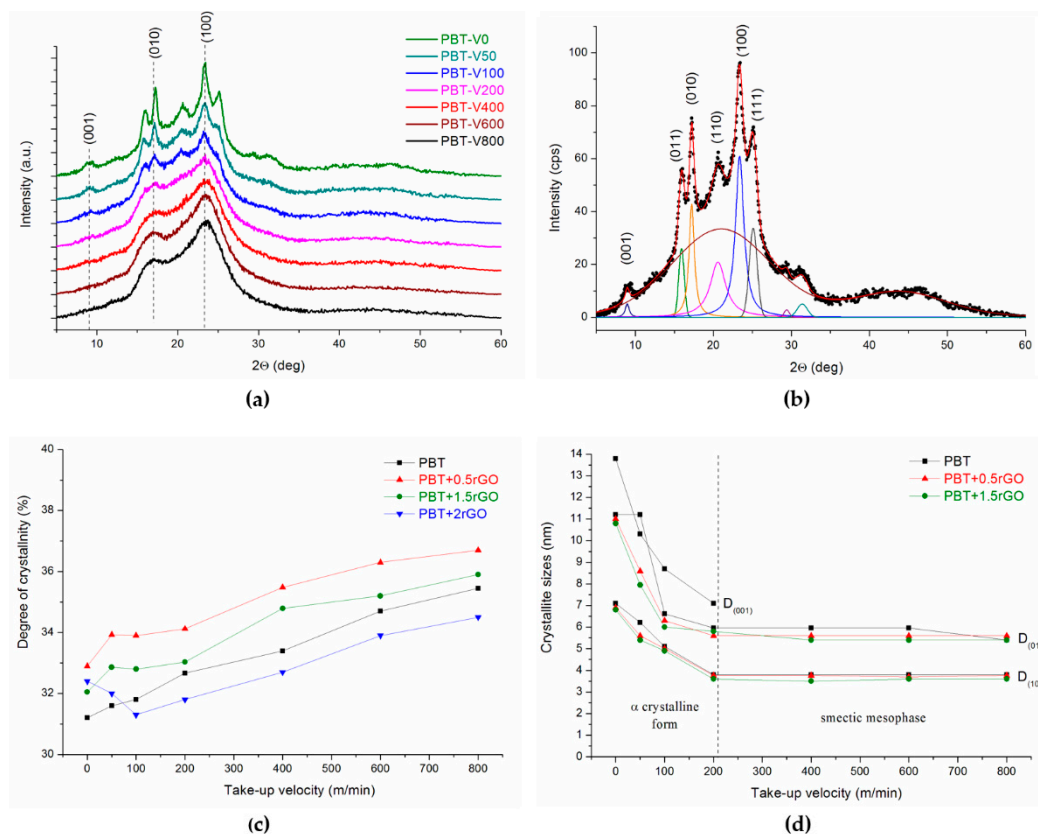 (001)
(010)
(100)
PBT-V0
PBT-V50
PBT-V100
PBT-V200
PBT-V400
PBT-V600
PBT-V800
Intensity (a.u.)
10 20 30 40 50 60
2Θ (deg)
(a)
(001)
(011)
(010)
(110)
(100)
(111)
Intensity (cps)
100
80
60
40
20
0
10 20 30 40 50 60
2Θ (deg)
(b)
PBT
PBT+0.5rGO
PBT+1.5rGO
PBT+2rGO
Degree of crystallinity (%)
40
38
36
34
32
30
0 100 200 300 400 500 600 700 800
Take-up velocity (m/min)
(c)
PBT
PBT+0.5rGO
PBT+1.5rGO
Crystallite sizes (nm)
14
13
12
11
10
9
8
7
6
5
4
3
2
1
0
D(001)
D(01
D(10
α crystalline
form
smectic mesophase
0 100 200 300 400 500 600 700 800
Take-up velocity (m/min)
(d)